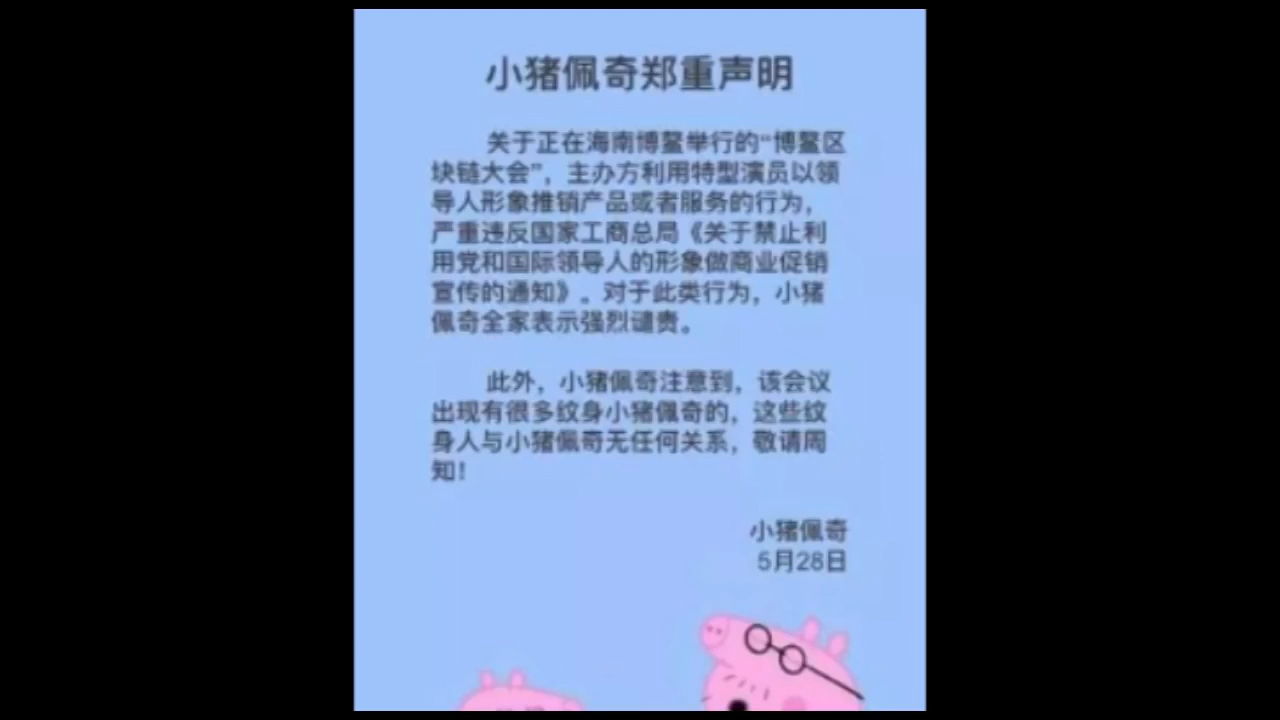 小猪佩奇郑重声明
关于正在海南博鳌举行的“博鳌区
块链大会”，主办方利用特型演员以领
导人形象推销产品或者服务的行为，
严重违反国家工商总局《关于禁止利
用党和国际领导人的形象做商业促销
宣传的通知》。对于此类行为，小猪
佩奇全家表示强烈谴责。
此外，小猪佩奇注意到，该会议
出现有很多纹身小猪佩奇的，这些纹
身人与小猪佩奇无任何关系，敬请周
知！
小猪佩奇
5月28日